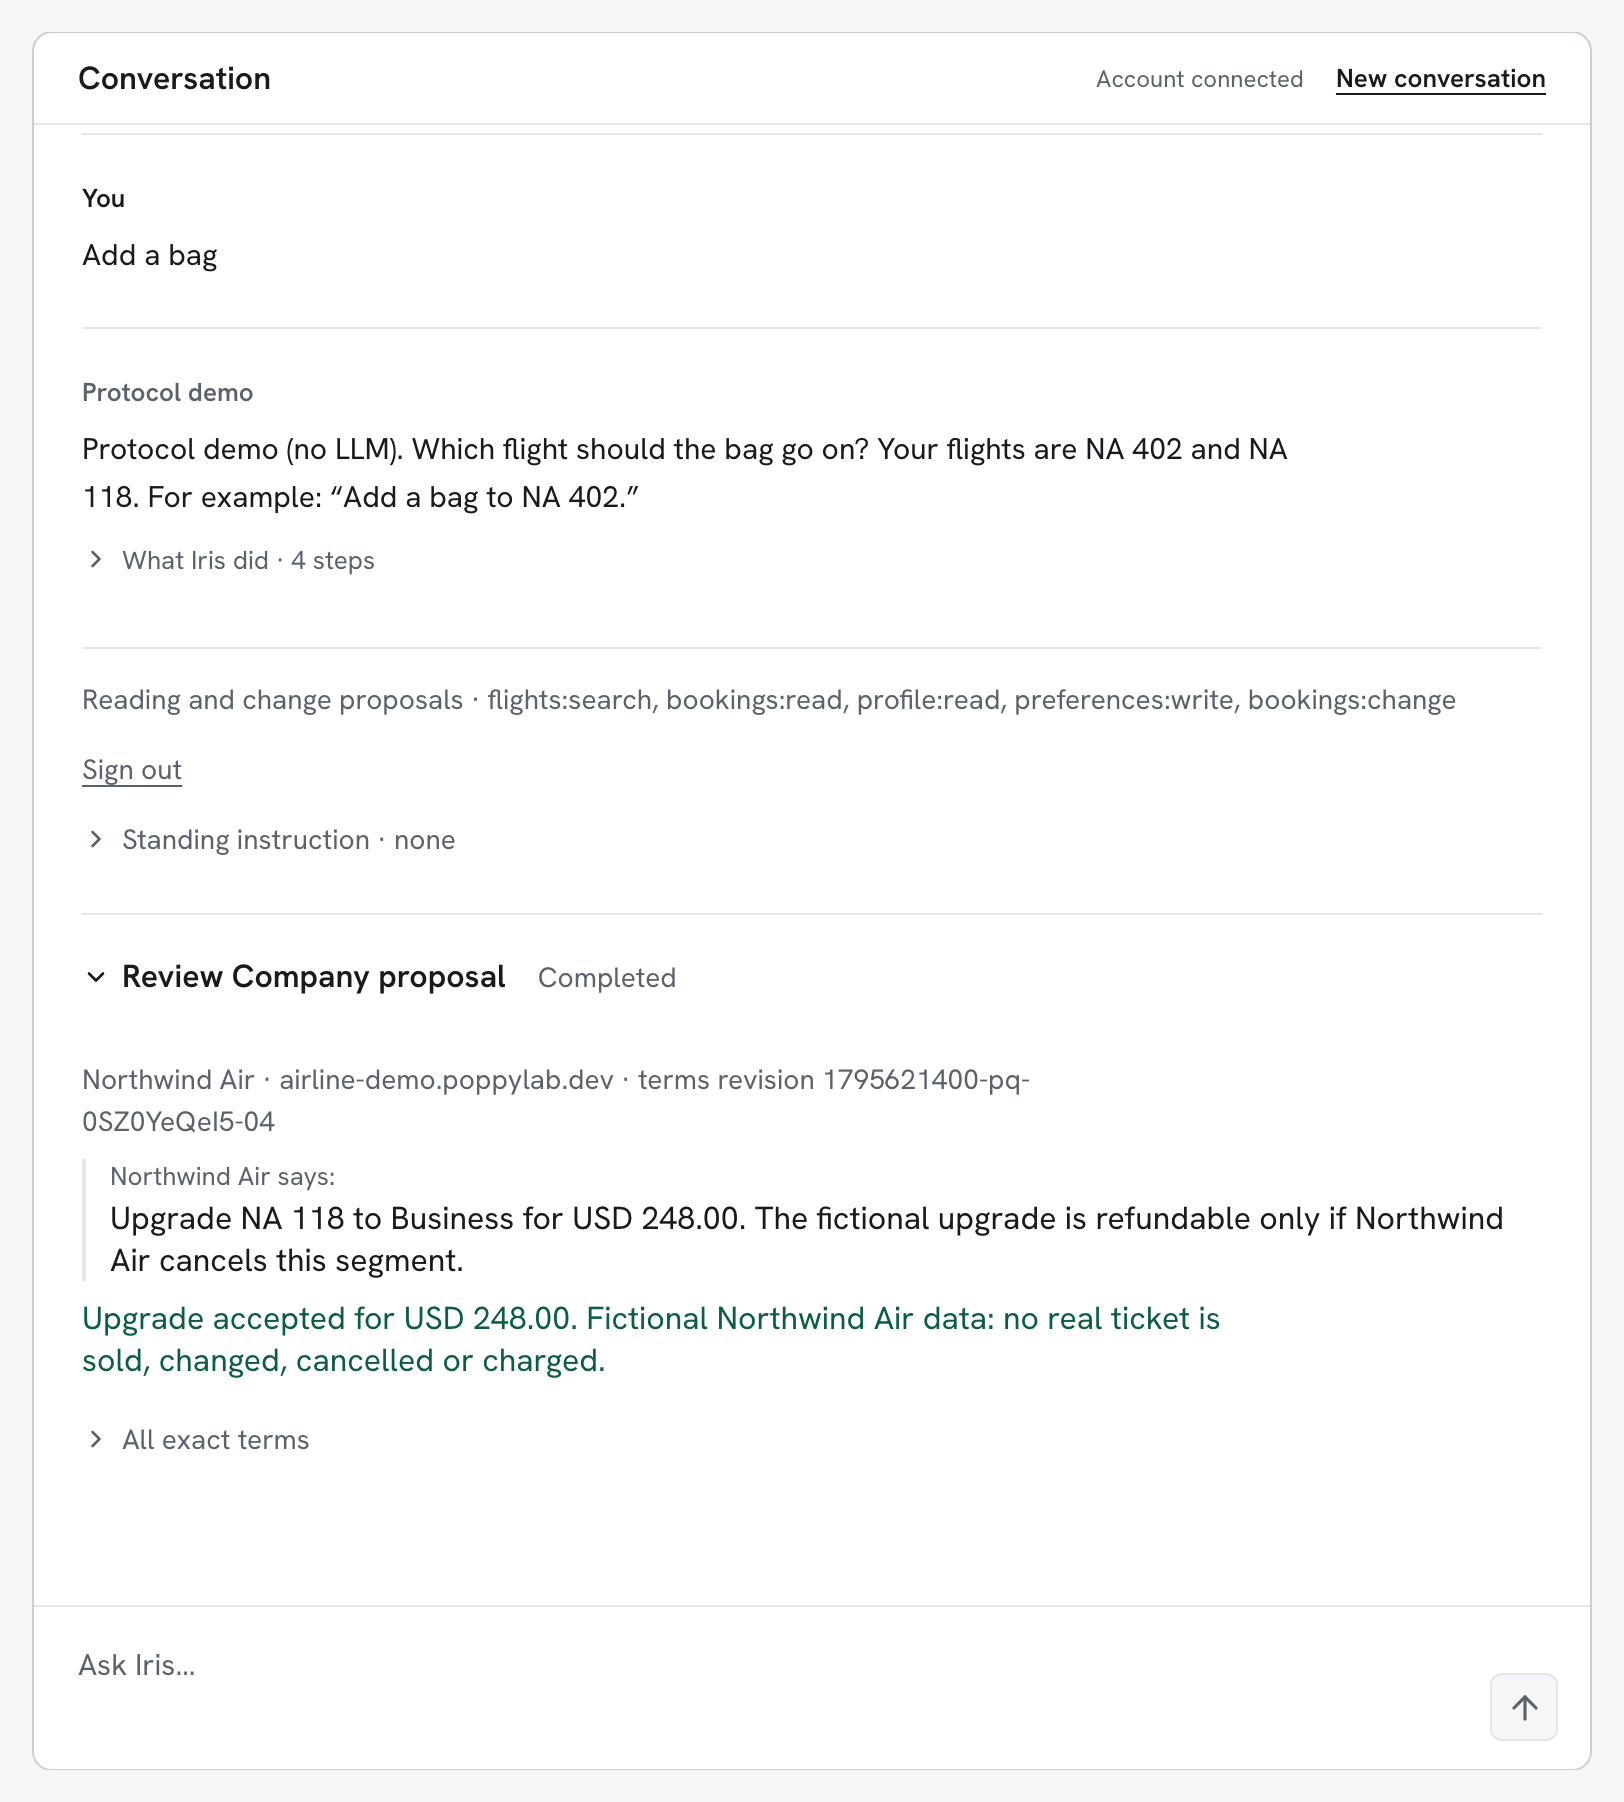 Conversation
Account connected
New conversation
You
Add a bag
Protocol demo
Protocol demo (no LLM). Which flight should the bag go on? Your flights are NA 402 and NA
118. For example: “Add a bag to NA 402.”
What Iris did · 4 steps
Reading and change proposals · flights:search, bookings:read, profile:read, preferences:write, bookings:change
Sign out
Standing instruction · none
Review Company proposal
Completed
Northwind Air · airline-demo.poppylab.dev · terms revision 1795621400-pq-
0SZ0YeQeI5-04
Northwind Air says:
Upgrade NA 118 to Business for USD 248.00. The fictional upgrade is refundable only if Northwind
Air cancels this segment.
Upgrade accepted for USD 248.00. Fictional Northwind Air data: no real ticket is
sold, changed, cancelled or charged.
All exact terms
Ask Iris…